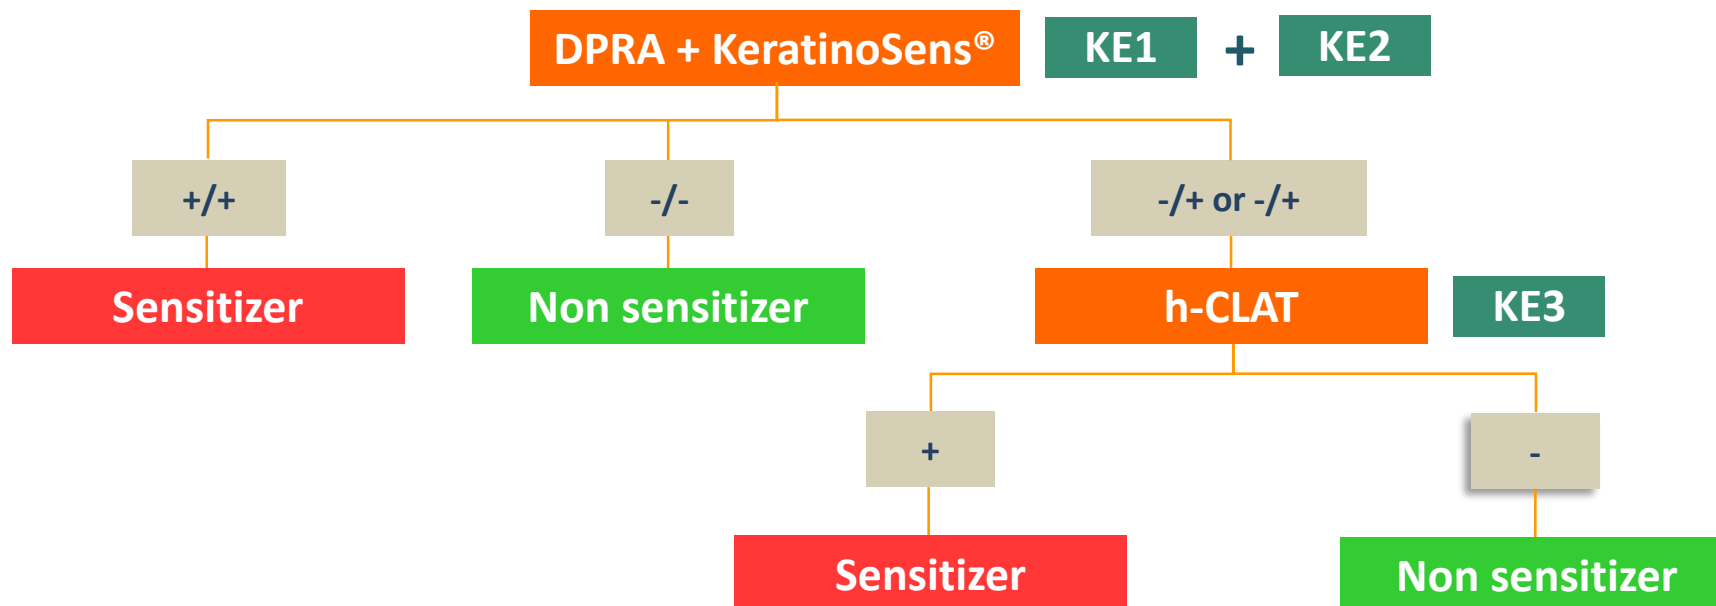 DPRA + KeratinoSens®
KE1 + KE2
+/+
-/-
-/+ or -/+
Sensitizer
Non sensitizer
h-CLAT
KE3
+
-
Sensitizer
Non sensitizer